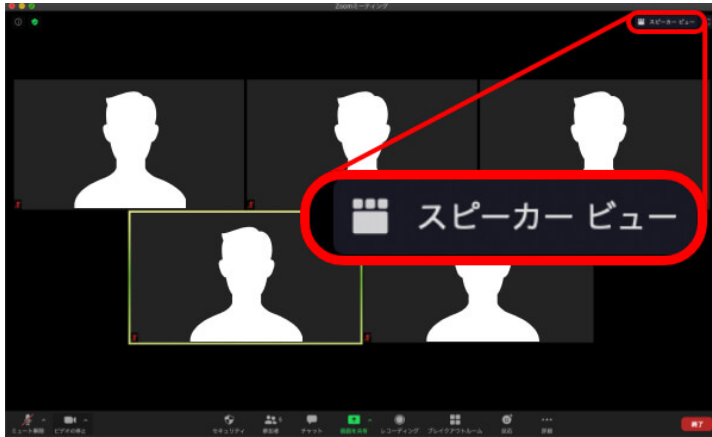 Zoomミーティング
スピーカー ビュー
スピーカー ビュー
ミュート解除
ビデオの停止
セキュリティ
参加者
チャット
画面を共有
レコーディング
ブレイクアウトルーム
反応
詳細
終了